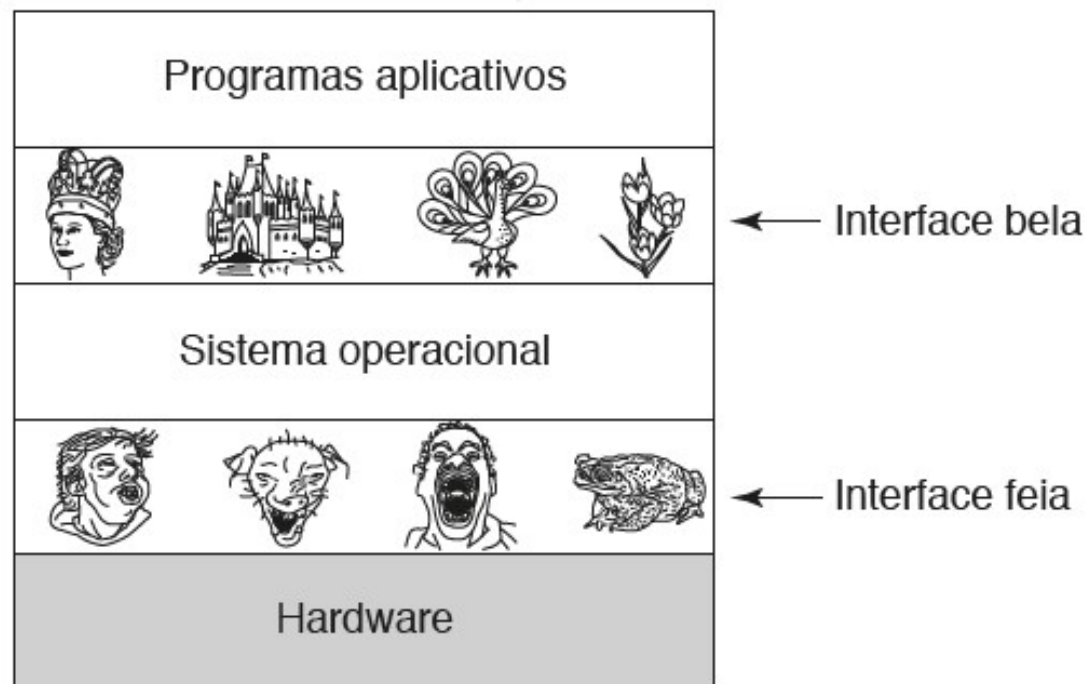 Programas aplicativos
Interface bela
Sistema operacional
Interface feia
Hardware